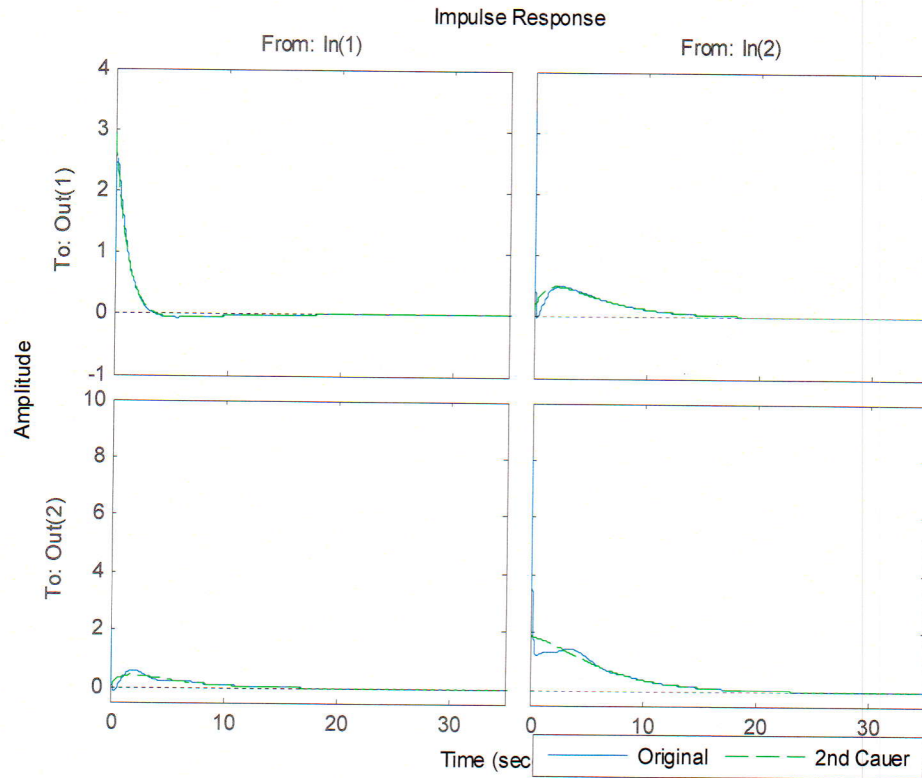 Impulse Response
From: In(1)
From: In(2)
To: Out(1)
4
3
2
1
0
-1
Amplitude
To: Out(2)
10
8
6
4
2
0
0
10
20
30
0
10
20
30
Time (sec
Original
2nd Cauer